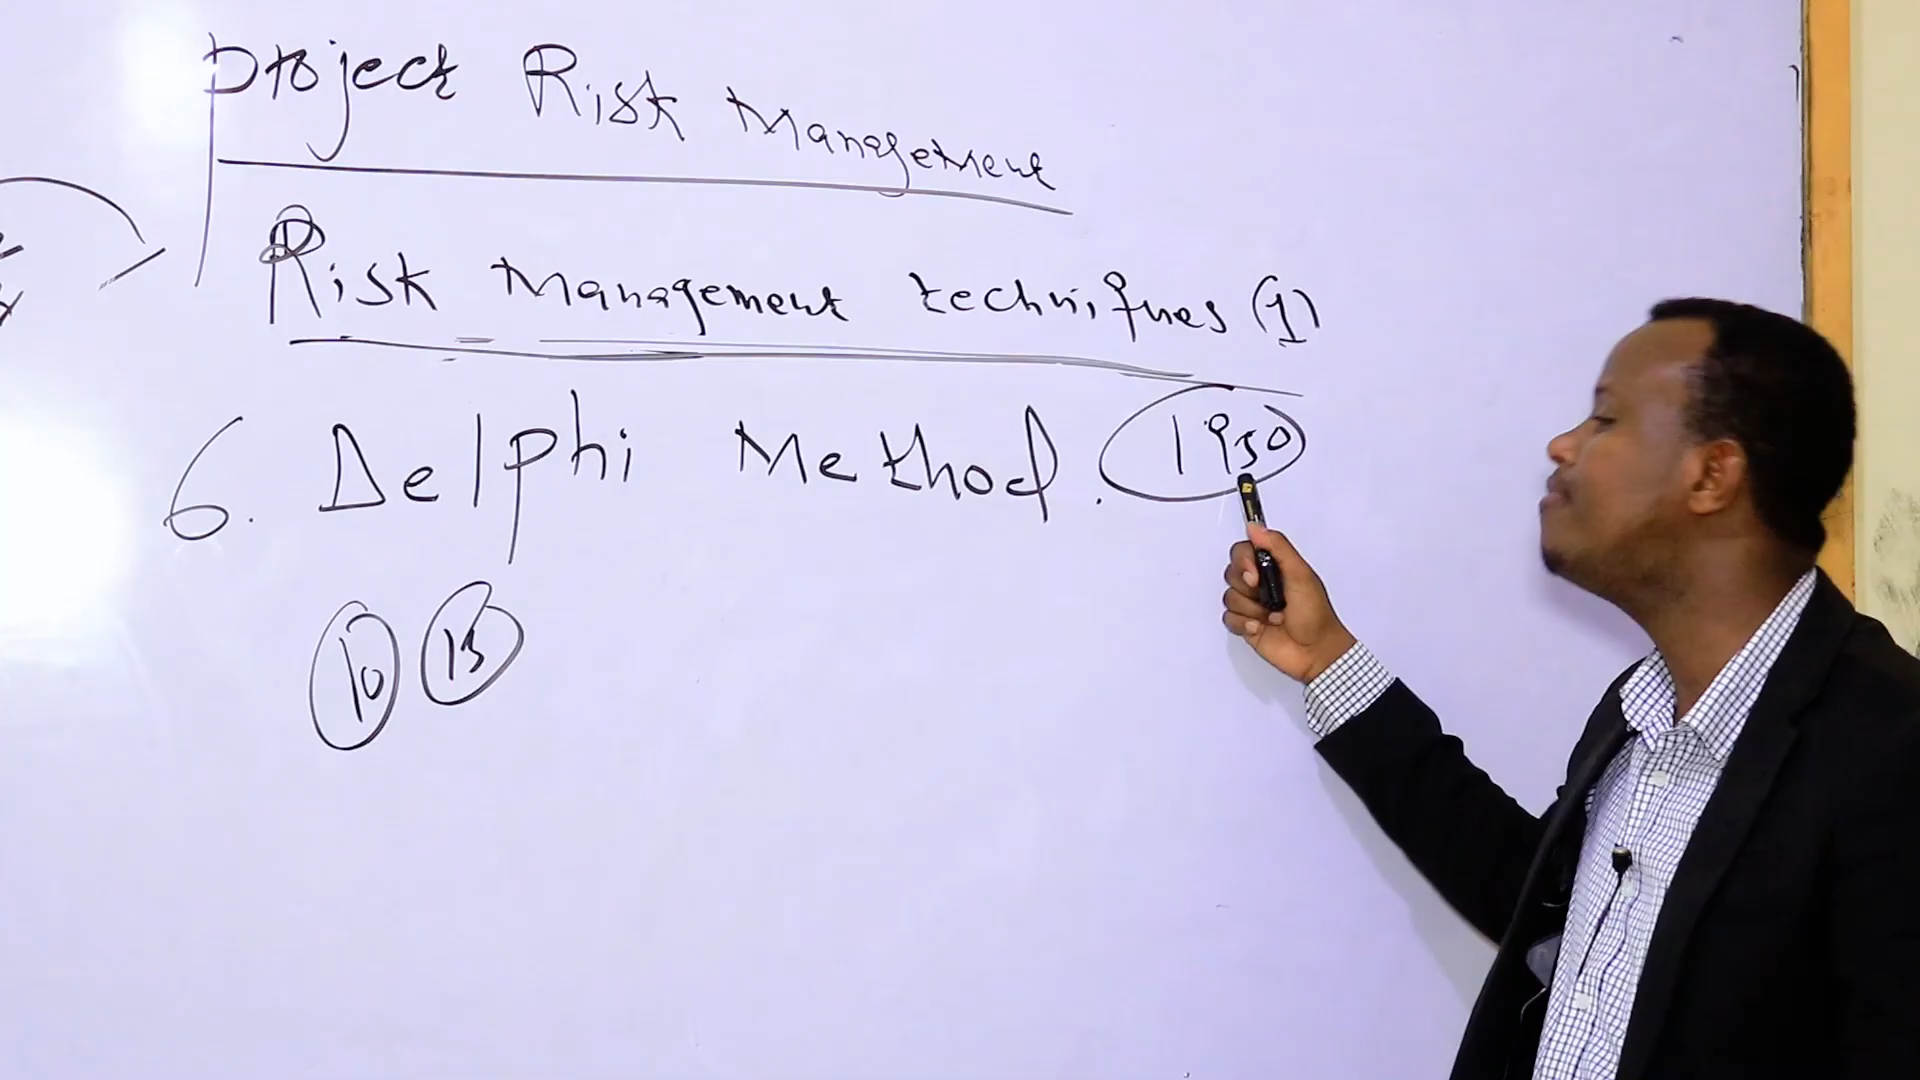 Project Risk Management
Risk Management techniques (1)
6. Delphi Method. 1950
10 15